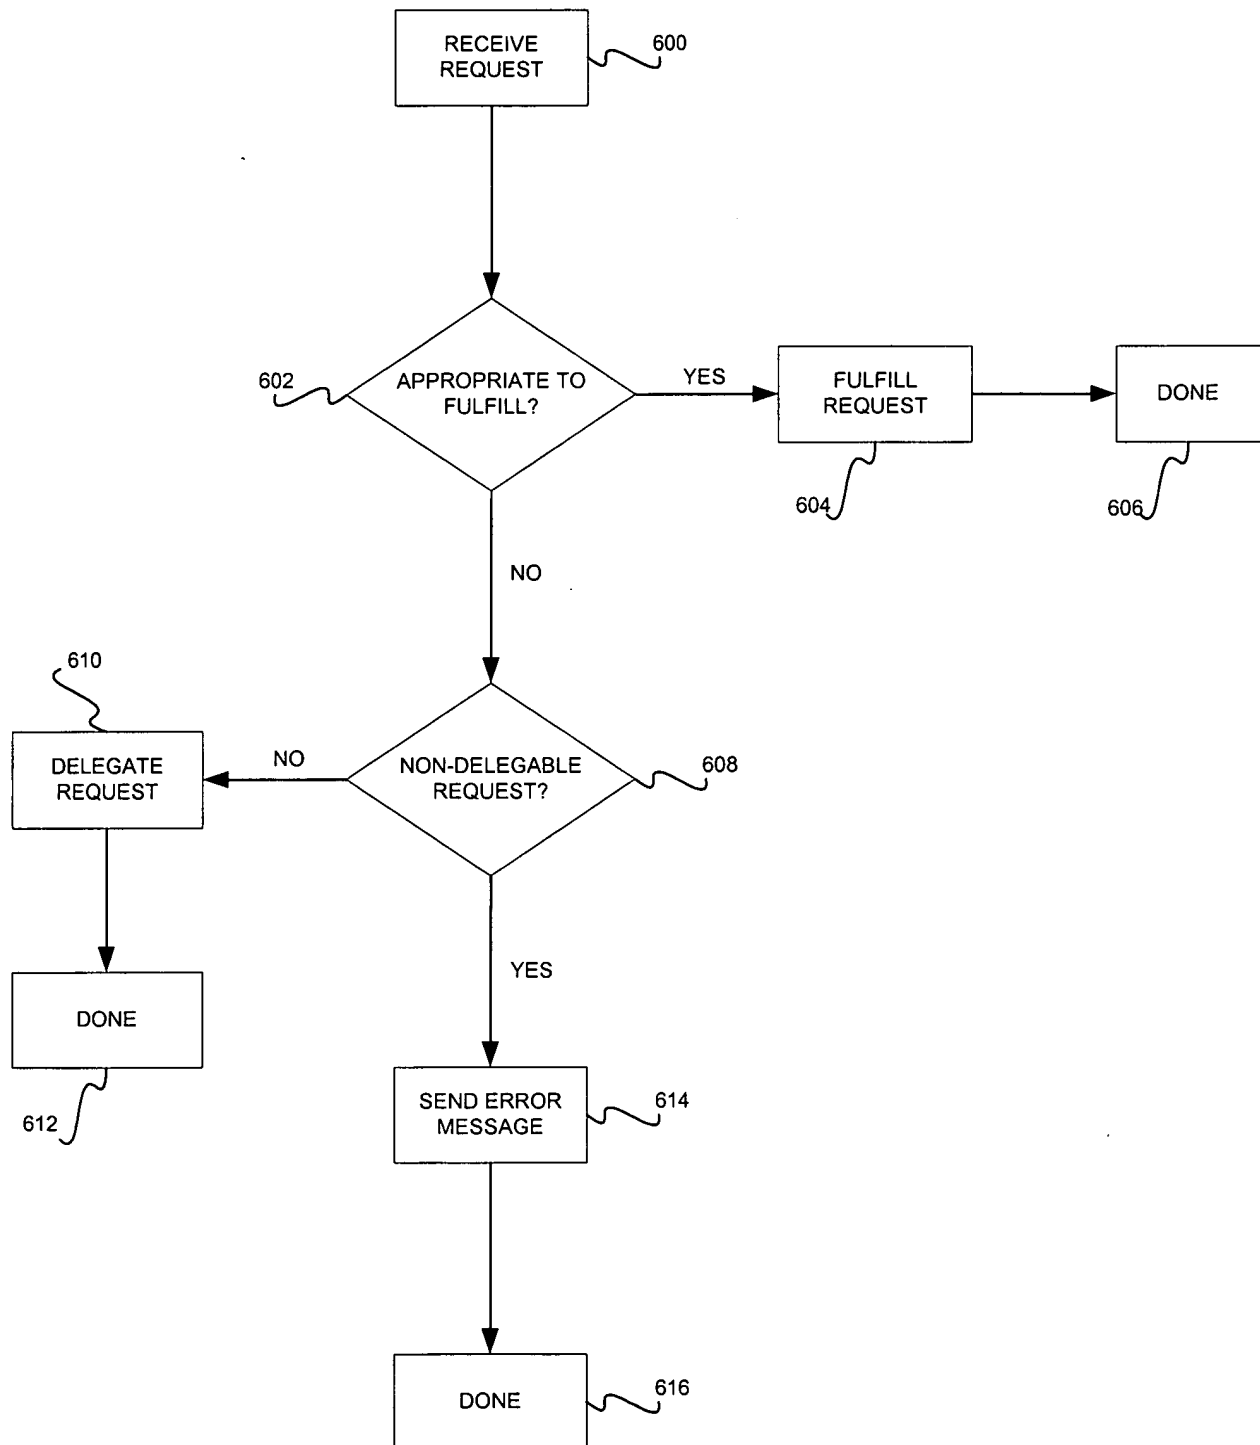 RECEIVE
REQUEST
600
602
APPROPRIATE TO
FULFILL?
YES
FULFILL
REQUEST
604
DONE
606
NO
610
DELEGATE
REQUEST
NO
NON-DELEGABLE
REQUEST?
608
DONE
612
YES
SEND ERROR
MESSAGE
614
DONE
616